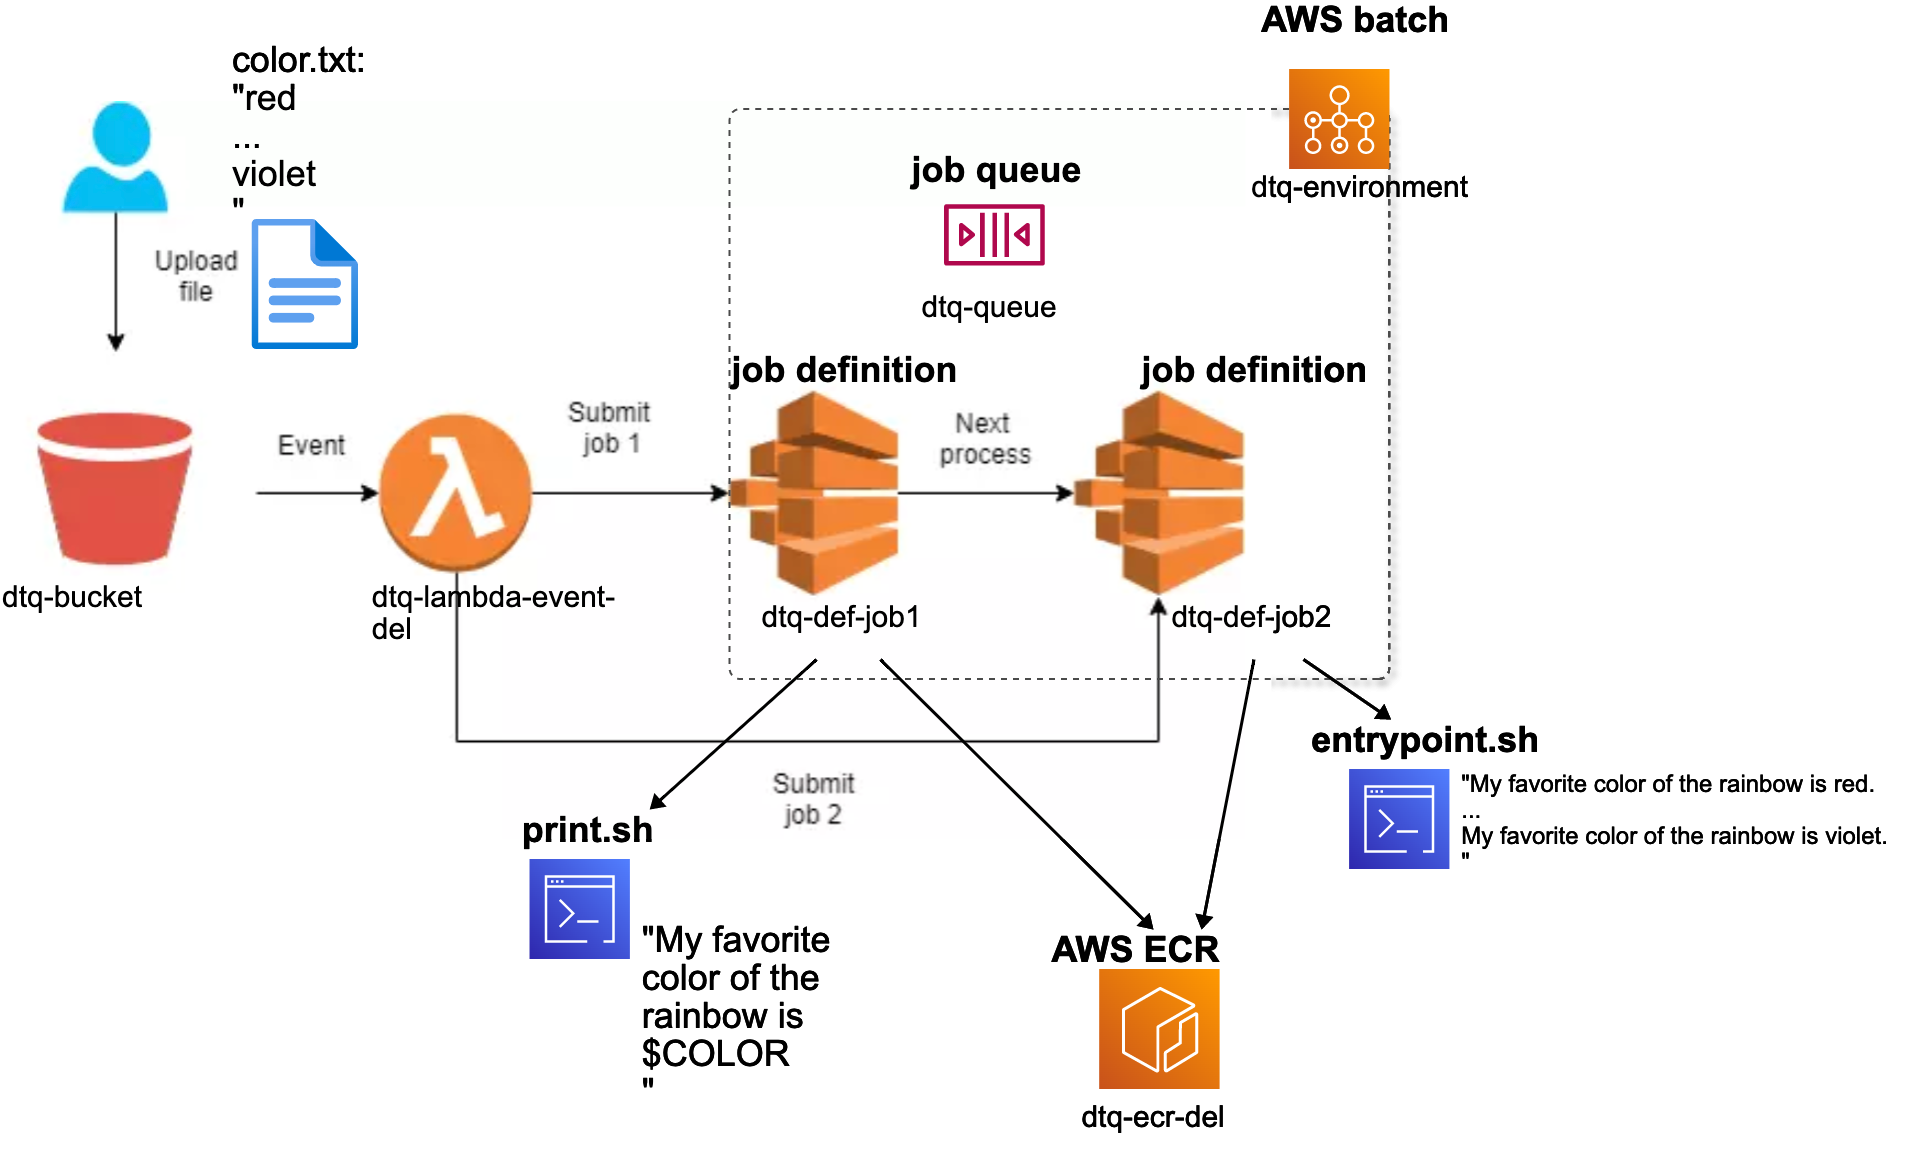 AWS batch
color.txt:
"red
...
violet
"
Upload
file
dtq-environment
job queue
dtq-queue
job definition
job definition
Event
Submit
job 1
Next
process
dtq-bucket
dtq-lambda-event-
del
dtq-def-job1
dtq-def-job2
Submit
job 2
print.sh
"My favorite
color of the
rainbow is
$COLOR
"
entrypoint.sh
"My favorite color of the rainbow is red.
...
My favorite color of the rainbow is violet.
"
AWS ECR
dtq-ecr-del